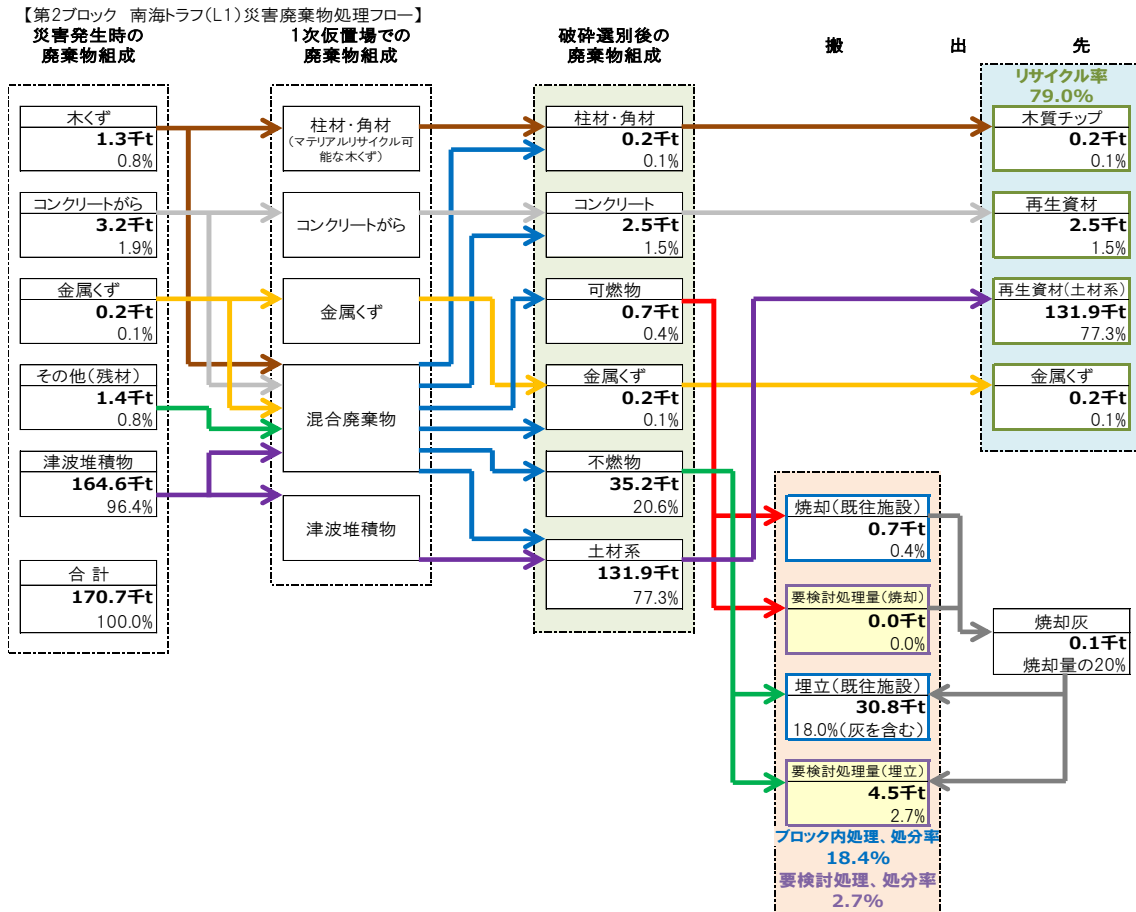 【第2ブロック 南海トラフ(L1)災害廃棄物処理フロー】
災害発生時の
廃棄物組成
1次仮置場での
廃棄物組成
破砕選別後の
廃棄物組成
搬 出 先
木くず
1.3千t
0.8%
コンクリートがら
3.2千t
1.9%
金属くず
0.2千t
0.1%
その他(残材)
1.4千t
0.8%
津波堆積物
164.6千t
96.4%
合 計
170.7千t
100.0%
柱材・角材
(マテリアルリサイクル可
能な木くず)
コンクリートがら
金属くず
混合廃棄物
津波堆積物
柱材・角材
0.2千t
0.1%
コンクリート
2.5千t
1.5%
可燃物
0.7千t
0.4%
金属くず
0.2千t
0.1%
不燃物
35.2千t
20.6%
土材系
131.9千t
77.3%
リサイクル率
79.0%
木質チップ
0.2千t
0.1%
再生資材
2.5千t
1.5%
再生資材(土材系)
131.9千t
77.3%
金属くず
0.2千t
0.1%
焼却(既往施設)
0.7千t
0.4%
要検討処理量(焼却)
0.0千t
0.0%
埋立(既往施設)
30.8千t
18.0%(灰を含む)
要検討処理量(埋立)
4.5千t
2.7%
ブロック内処理、処分率
18.4%
要検討処理、処分率
2.7%
焼却灰
0.1千t
焼却量の20%